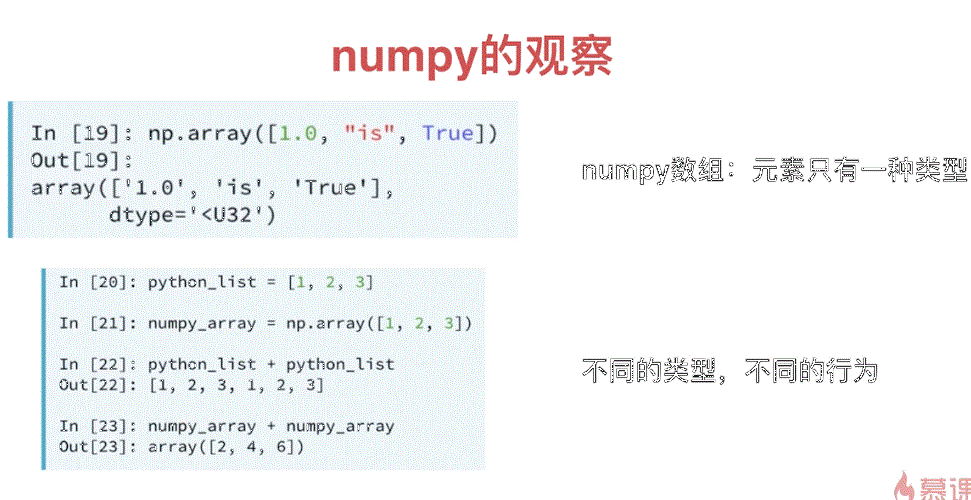 numpy的观察
In [19]: np.array([1.0, "is", True])
Out[19]:
array(['1.0', 'is', 'True'],
dtype='<U32')
numpy数组：元素只有一种类型
In [20]: python_list = [1, 2, 3]
In [21]: numpy_array = np.array([1, 2, 3])
In [22]: python_list + python_list
Out[22]: [1, 2, 3, 1, 2, 3]
In [23]: numpy_array + numpy_array
Out[23]: array([2, 4, 6])
不同的类型，不同的行为
慕课